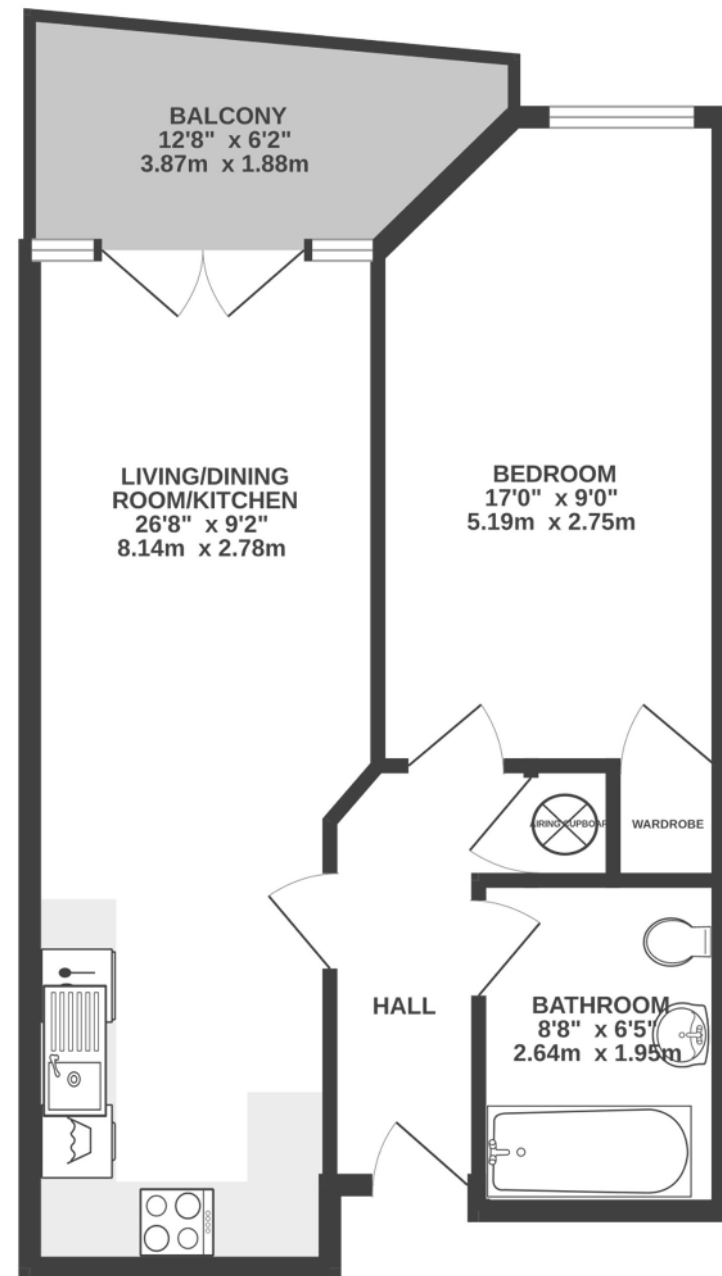 BALCONY
12'8" x 6'2"
3.87m x 1.88m
LIVING/DINING
ROOM/KITCHEN
26'8" x 9'2"
8.14m x 2.78m
BEDROOM
17'0" x 9'0"
5.19m x 2.75m
AIRING CUPBOARD
WARDROBE
HALL
BATHROOM
8'8" x 6'5"
2.64m x 1.95m